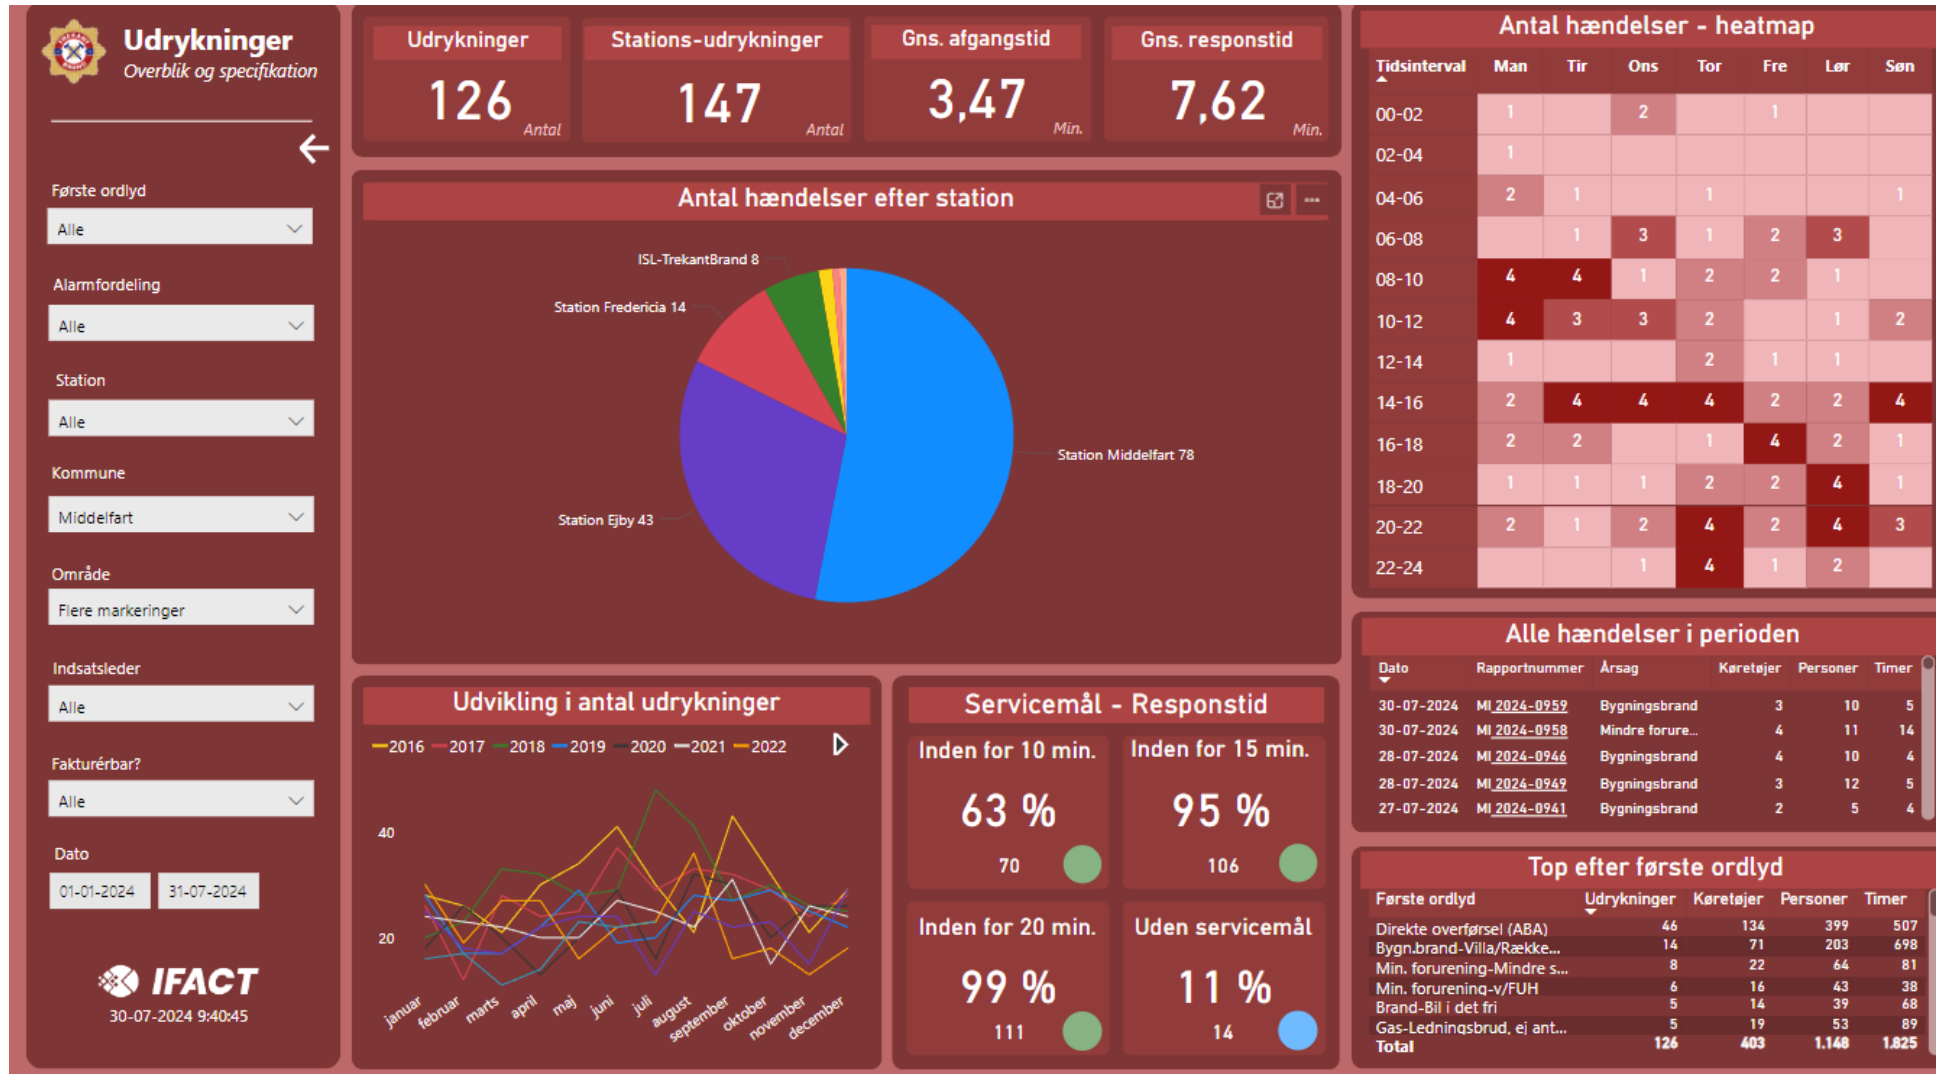 Udrykninger
Overblik og specifikation
Første ordlyd
Alle
Alarmfordeling
Alle
Station
Alle
Kommune
Middelfart
Område
Flere markeringer
Indsatsleder
Alle
Fakturérbar?
Alle
Dato
01-01-2024 31-07-2024
IFACT
30-07-2024 9:40:45
Udrykninger
126
Antal
Stations-udrykninger
147
Antal
Gns. afgangstid
3,47
Min.
Gns. responstid
7,62
Min.
Antal hændelser efter station
ISL-TrekantBrand 8
Station Fredericia 14
Station Middelfart 78
Station Ejby 43
Udvikling i antal udrykninger
2016 2017 2018 2019 2020 2021 2022
40
20
januar februar marts april maj juni juli august september oktober november december
Servicemål - Responstid
Inden for 10 min.
63 %
70
Inden for 15 min.
95 %
106
Inden for 20 min.
99 %
111
Uden servicemål
11 %
14
Antal hændelser - heatmap
Tidsinterval Man Tir Ons Tor Fre Lør Søn
00-02 1 2 1
02-04 1
04-06 2 1 1 1
06-08 1 3 1 2 3
08-10 4 4 1 2 2 1
10-12 4 3 3 2 1 2
12-14 1 2 1 1
14-16 2 4 4 4 2 2 4
16-18 2 2 1 4 2 1
18-20 1 1 1 2 2 4 1
20-22 2 1 2 4 2 4 3
22-24 1 4 1 2
Alle hændelser i perioden
Dato Rapportnummer Årsag Køretøjer Personer Timer
30-07-2024 MI 2024-0959 Bygningsbrand 3 10 5
30-07-2024 MI 2024-0958 Mindre forure... 4 11 14
28-07-2024 MI 2024-0946 Bygningsbrand 4 10 4
28-07-2024 MI 2024-0949 Bygningsbrand 3 12 5
27-07-2024 MI 2024-0941 Bygningsbrand 2 5 4
Top efter første ordlyd
Første ordlyd Udrykninger Køretøjer Personer Timer
Direkte overførsel (ABA) 46 134 399 507
Bygn.brand-Villa/Række... 14 71 203 698
Min. forurening-Mindre s... 8 22 64 81
Min. forurening-v/FUH 6 16 43 38
Brand-Bil i det fri 5 14 39 68
Gas-Ledningsbrud, ej ant... 5 19 53 89
Total 126 403 1.148 1.825